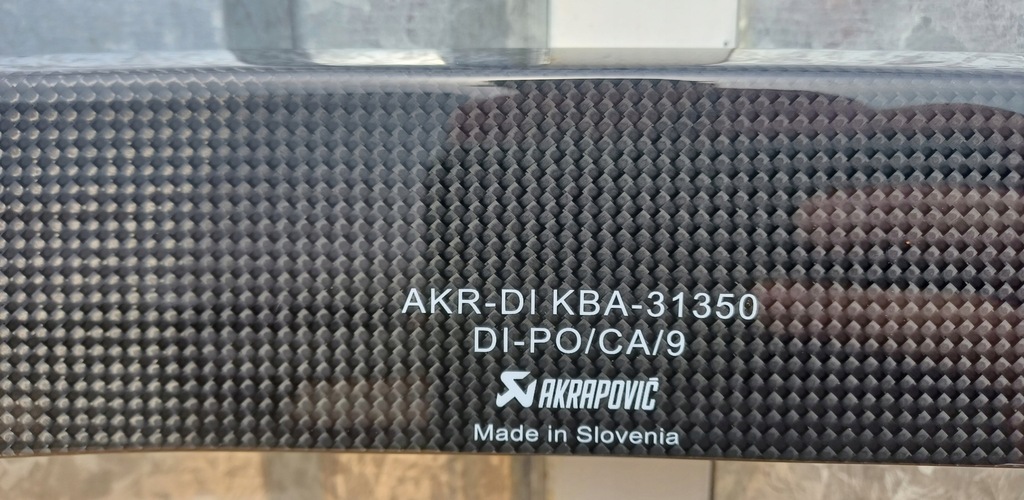 AKR-DI KBA-31350
DI-PO/CA/9
AKRAPOVIČ
Made in Slovenia